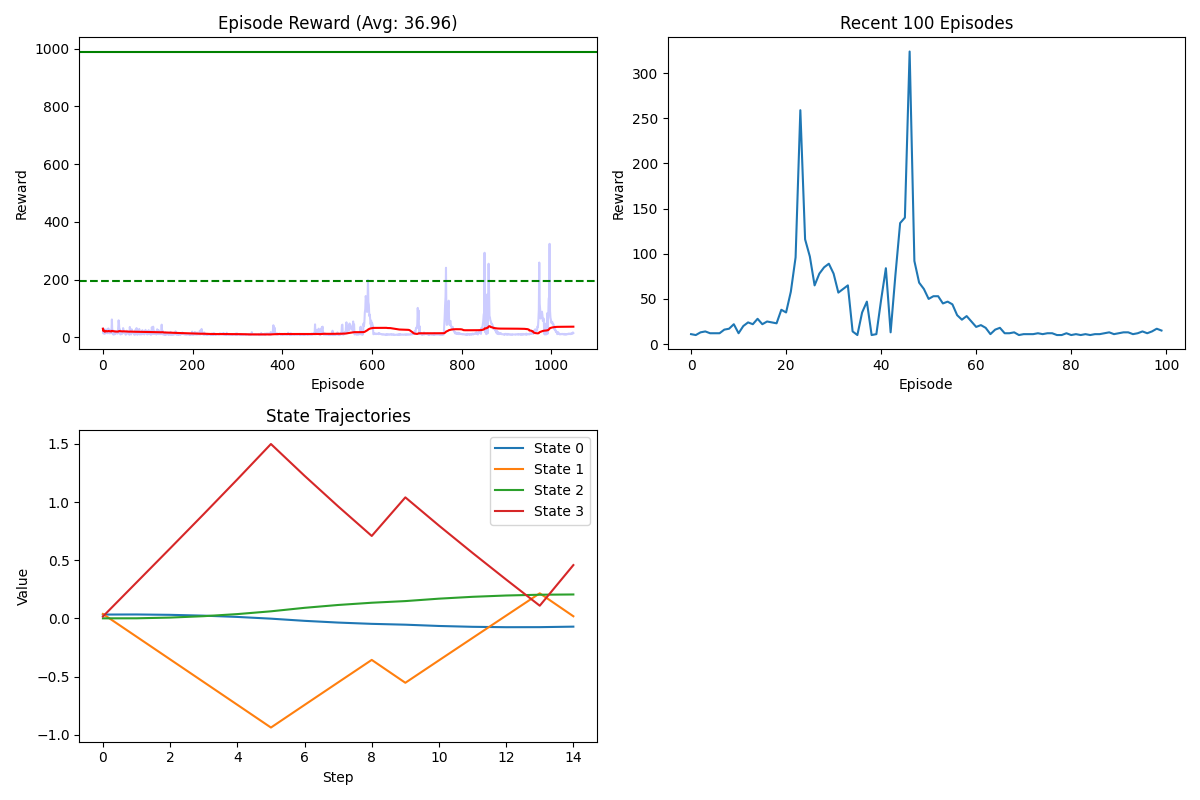 Episode Reward (Avg: 36.96)
Reward
1000
800
600
400
200
0
0 200 400 600 800 1000
Episode
Recent 100 Episodes
Reward
300
250
200
150
100
50
0
0 20 40 60 80 100
Episode
State Trajectories
Value
1.5
1.0
0.5
0.0
−0.5
−1.0
State 0
State 1
State 2
State 3
0 2 4 6 8 10 12 14
Step